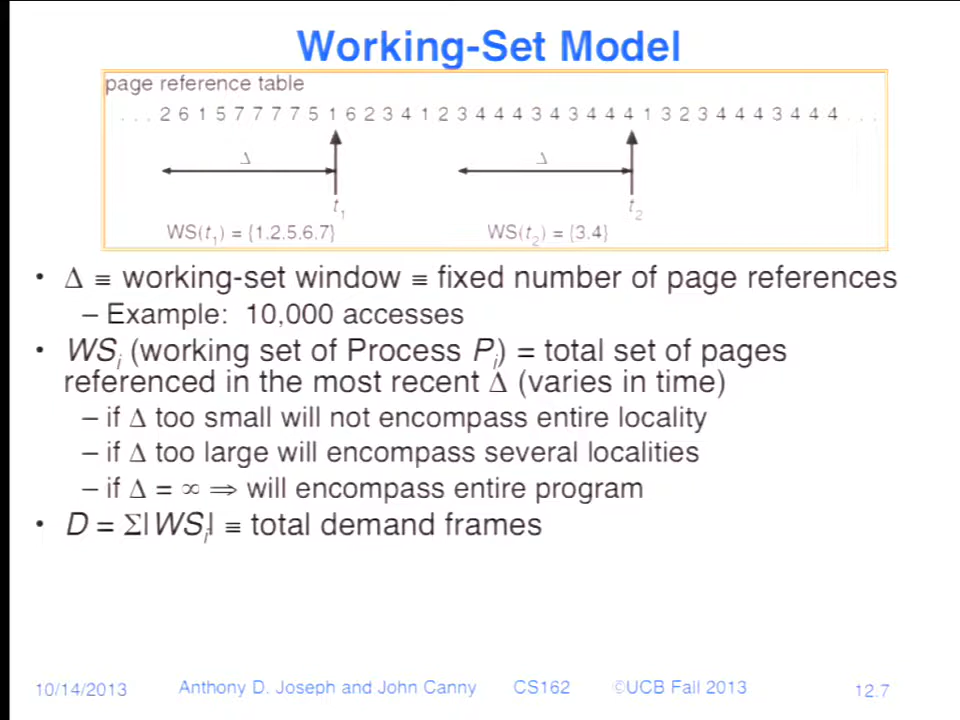 Working-Set Model
page reference table
. . . 2 6 1 5 7 7 7 7 5 1 6 2 3 4 1 2 3 4 4 4 3 4 3 4 4 4 1 3 2 3 4 4 4 3 4 4 4 . . .
Δ Δ
t1 t2
WS(t1) = {1,2,5,6,7} WS(t2) = {3,4}
• Δ ≡ working-set window ≡ fixed number of page references
– Example: 10,000 accesses
• WSi (working set of Process Pi) = total set of pages
referenced in the most recent Δ (varies in time)
– if Δ too small will not encompass entire locality
– if Δ too large will encompass several localities
– if Δ = ∞ ⇒ will encompass entire program
• D = Σ|WSi| ≡ total demand frames
10/14/2013 Anthony D. Joseph and John Canny CS162 ©UCB Fall 2013 12.7